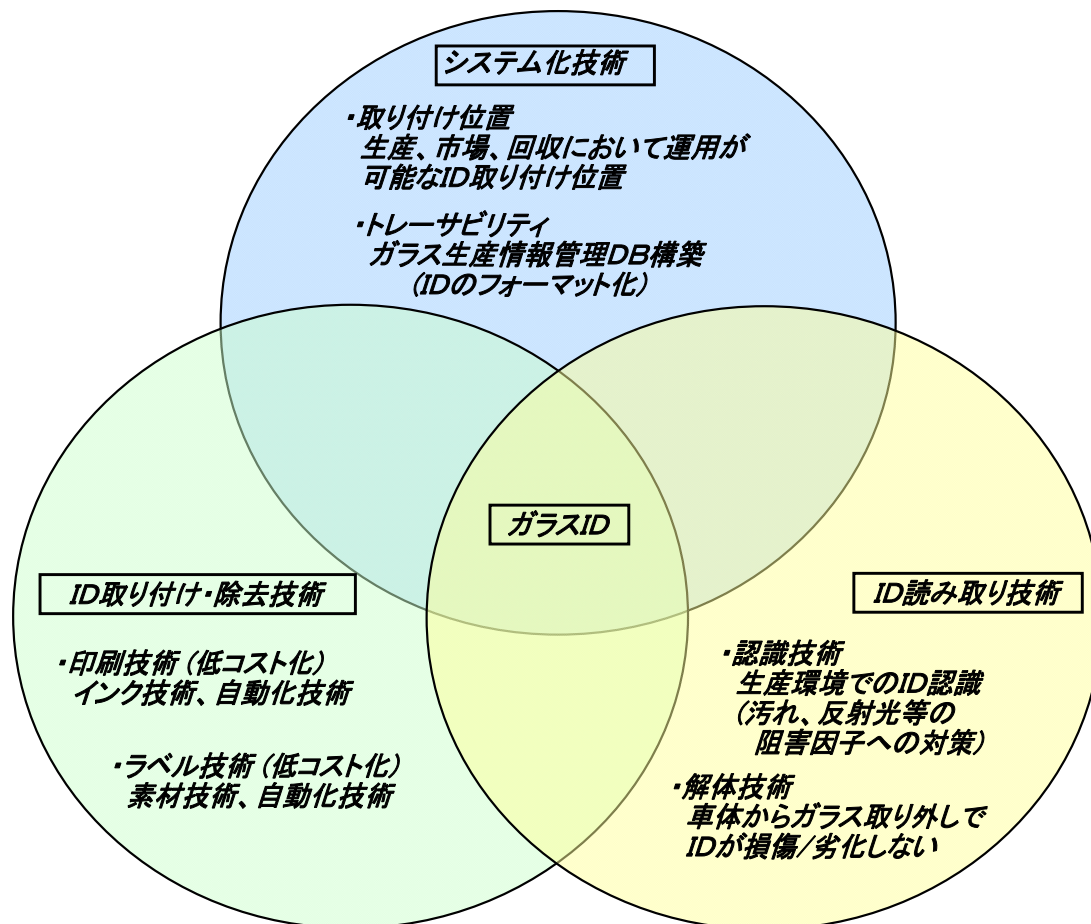 システム化技術
・取り付け位置
生産、市場、回収において運用が
可能なID取り付け位置
・トレーサビリティ
ガラス生産情報管理DB構築
（IDのフォーマット化）
ガラスID
ID取り付け・除去技術
・印刷技術（低コスト化）
インク技術、自動化技術
・ラベル技術（低コスト化）
素材技術、自動化技術
ID読み取り技術
・認識技術
生産環境でのID認識
（汚れ、反射光等の
阻害因子への対策）
・解体技術
車体からガラス取り外しで
IDが損傷/劣化しない